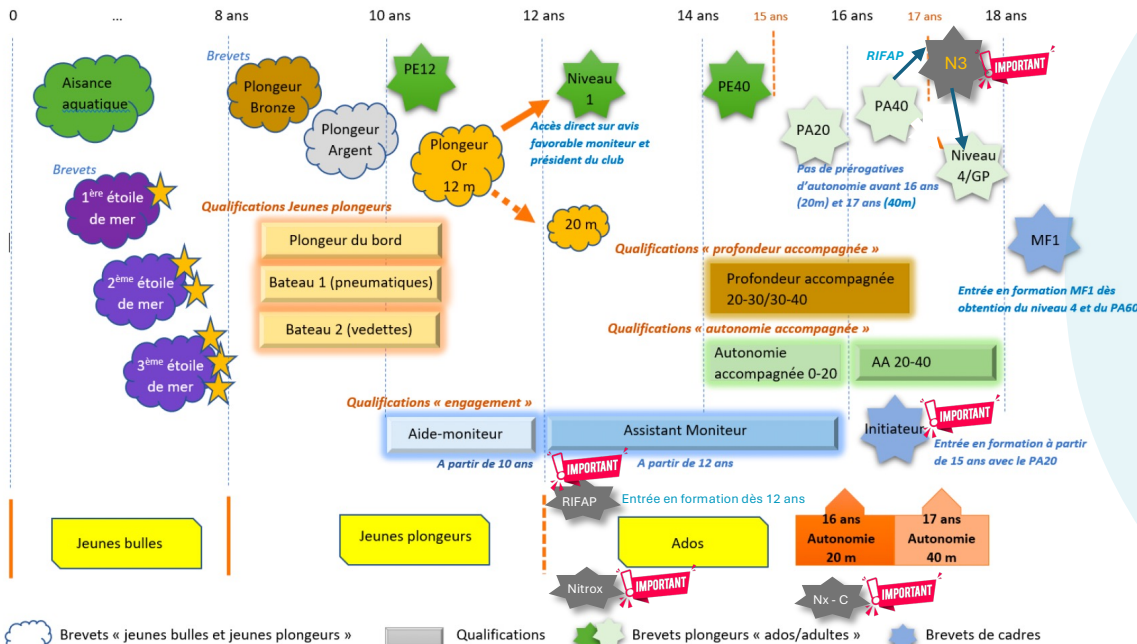 0
...
8 ans
10 ans
12 ans
14 ans
15 ans
16 ans
17 ans
18 ans
Aisance
aquatique
Brevets
Plongeur
Bronze
Plongeur
Argent
PE12
Plongeur
Or
12 m
Niveau
1
Accès direct sur avis
favorable moniteur et
président du club
20 m
PE40
PA20
PA40
RIFAP
N3
IMPORTANT
Niveau
4/GP
Pas de prérogatives
d'autonomie avant 16 ans
(20m) et 17 ans (40m)
MF1
Entrée en formation MF1 dès
obtention du niveau 4 et du PA60
Brevets
1ère étoile
de mer
2ème étoile
de mer
3ème étoile
de mer
Qualifications Jeunes plongeurs
Plongeur du bord
Bateau 1 (pneumatiques)
Bateau 2 (vedettes)
Qualifications « profondeur accompagnée »
Profondeur accompagnée
20-30/30-40
Qualifications « autonomie accompagnée »
Autonomie
accompagnée 0-20
AA 20-40
Qualifications « engagement »
Aide-moniteur
Assistant Moniteur
A partir de 10 ans
A partir de 12 ans
Initiateur
IMPORTANT
Entrée en formation à partir
de 15 ans avec le PA20
IMPORTANT
RIFAP
Entrée en formation dès 12 ans
Jeunes bulles
Jeunes plongeurs
Ados
16 ans
Autonomie
20 m
17 ans
Autonomie
40 m
Nitrox
IMPORTANT
Nx - C
IMPORTANT
Brevets « jeunes bulles et jeunes plongeurs »
Qualifications
Brevets plongeurs « ados/adultes »
Brevets de cadres